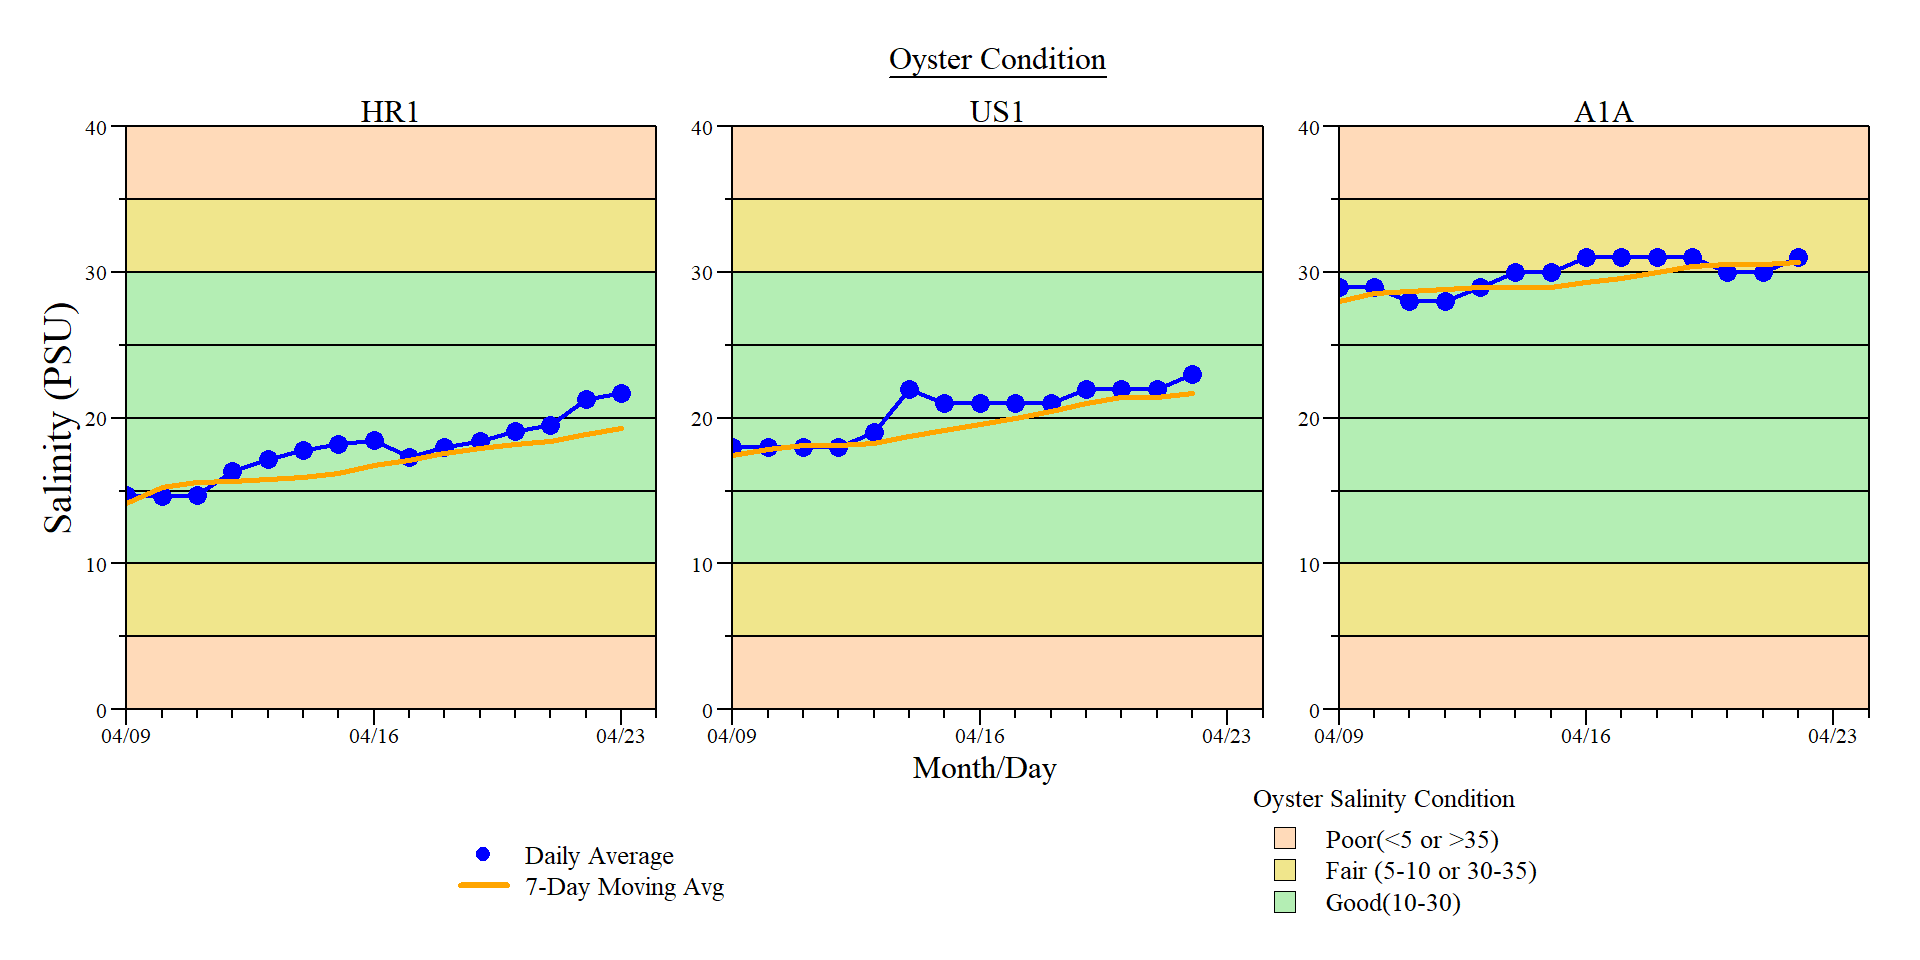 Oyster Condition
HR1
US1
A1A
40
30
20
10
0
40
30
20
10
0
40
30
20
10
0
Salinity (PSU)
04/09
04/16
04/23
04/09
04/16
04/23
04/09
04/16
04/23
Month/Day
Daily Average
7-Day Moving Avg
Oyster Salinity Condition
Poor(<5 or >35)
Fair (5-10 or 30-35)
Good(10-30)